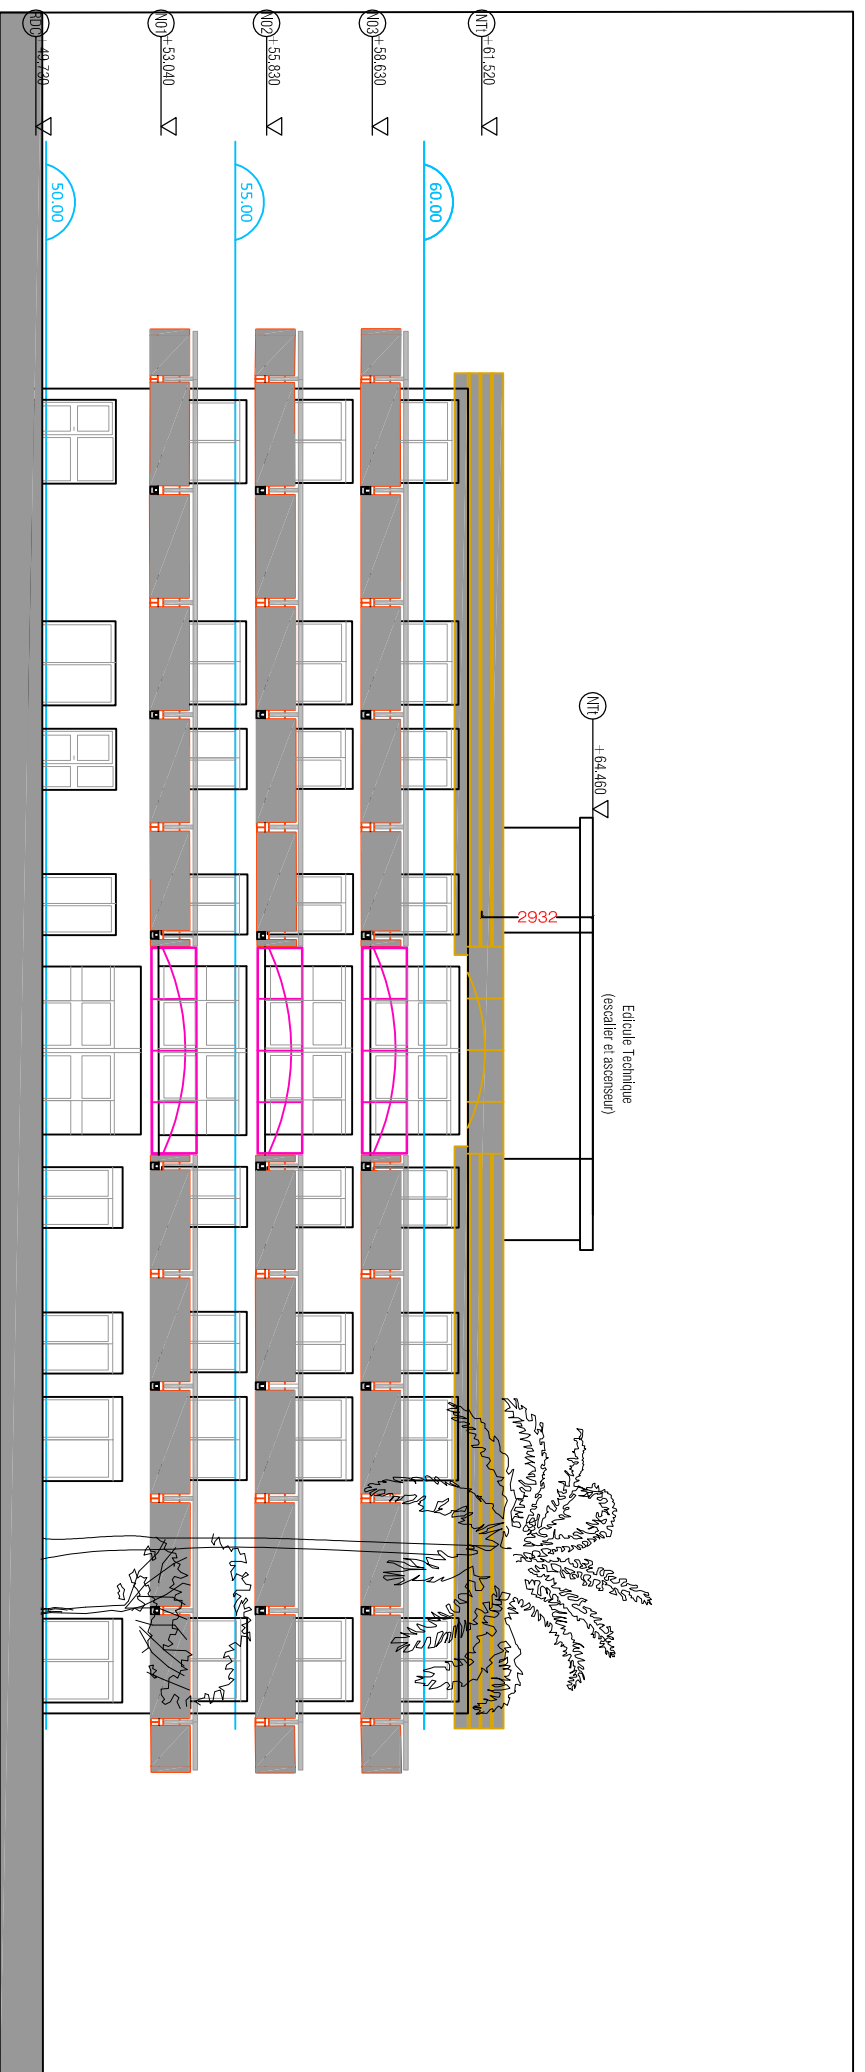 NTt +64.460
Edicule Technique
(escalier et ascenseur)
2932
NTt +61.520
60.00
N03 +58.630
N02 +55.830
55.00
N01 +53.040
50.00
RDC +49.730